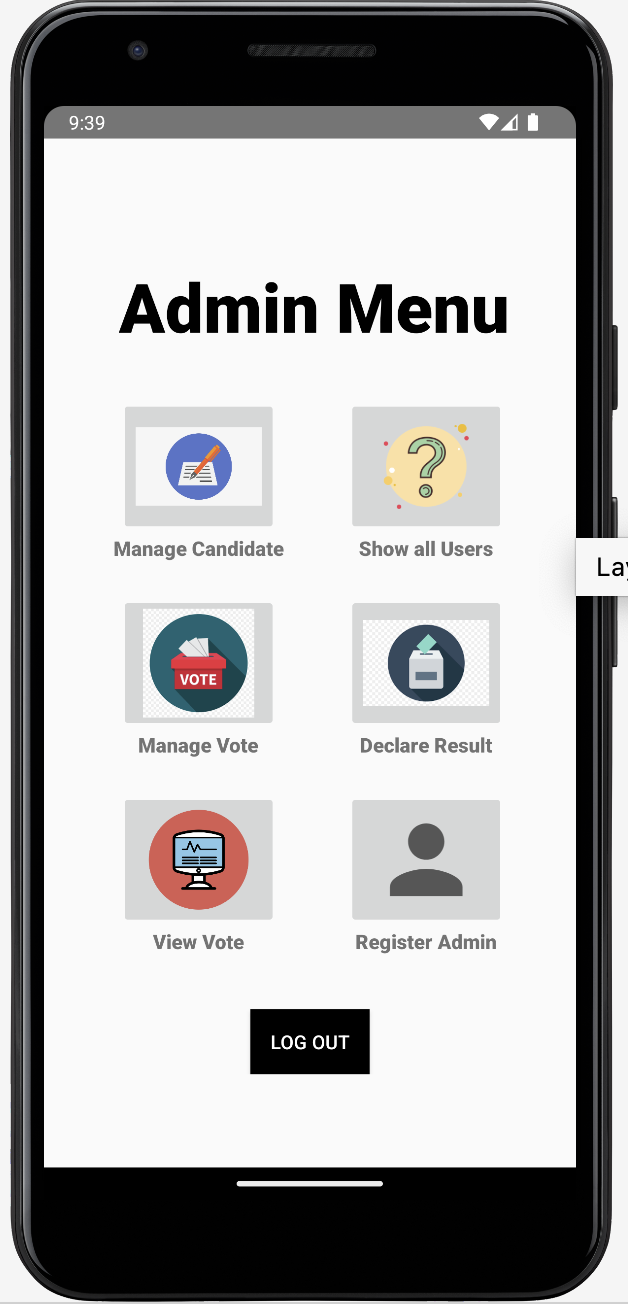 9:39
Admin Menu
Manage Candidate
Show all Users
VOTE
Manage Vote
Declare Result
View Vote
Register Admin
LOG OUT